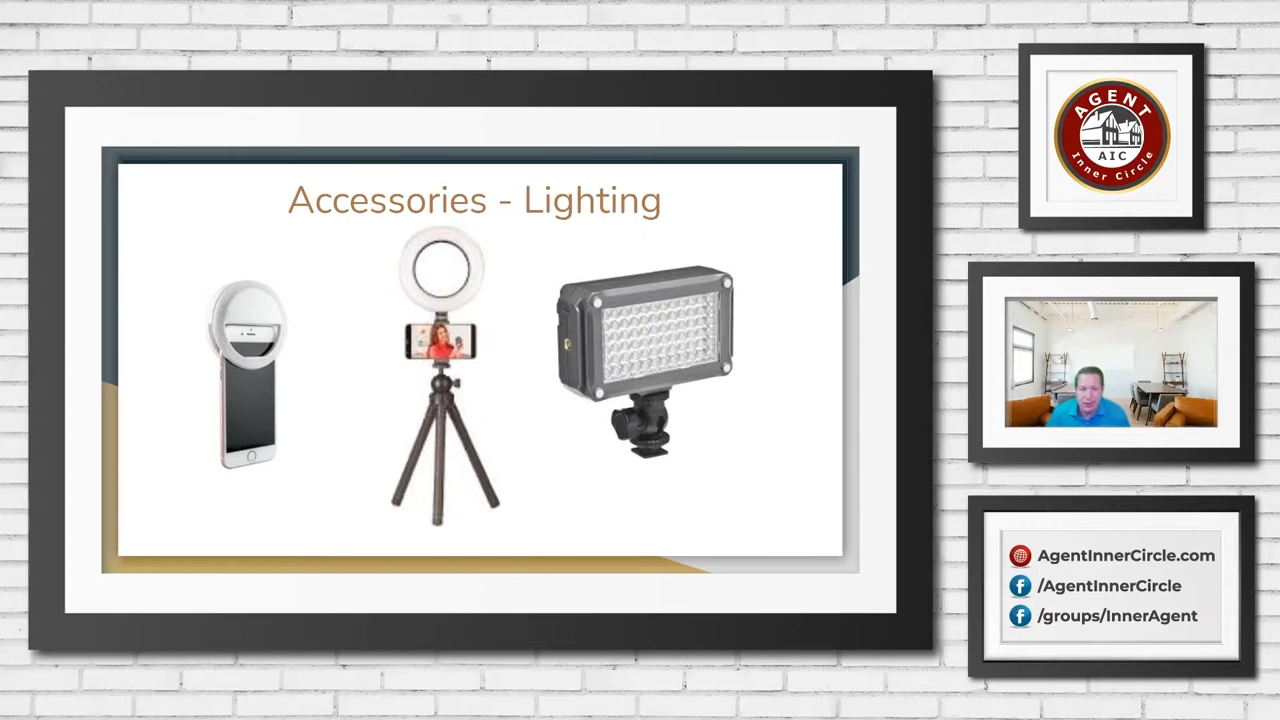 Accessories - Lighting
AGENT
AIC
Inner Circle
AgentInnerCircle.com
/AgentInnerCircle
/groups/InnerAgent